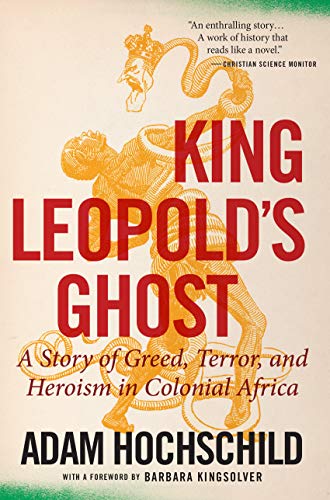 "An enthralling story…
A work of history that
reads like a novel."
—CHRISTIAN SCIENCE MONITOR
KING
LEOPOLD'S
GHOST
A Story of Greed, Terror, and
Heroism in Colonial Africa
ADAM HOCHSCHILD
WITH A FOREWORD BY BARBARA KINGSOLVER